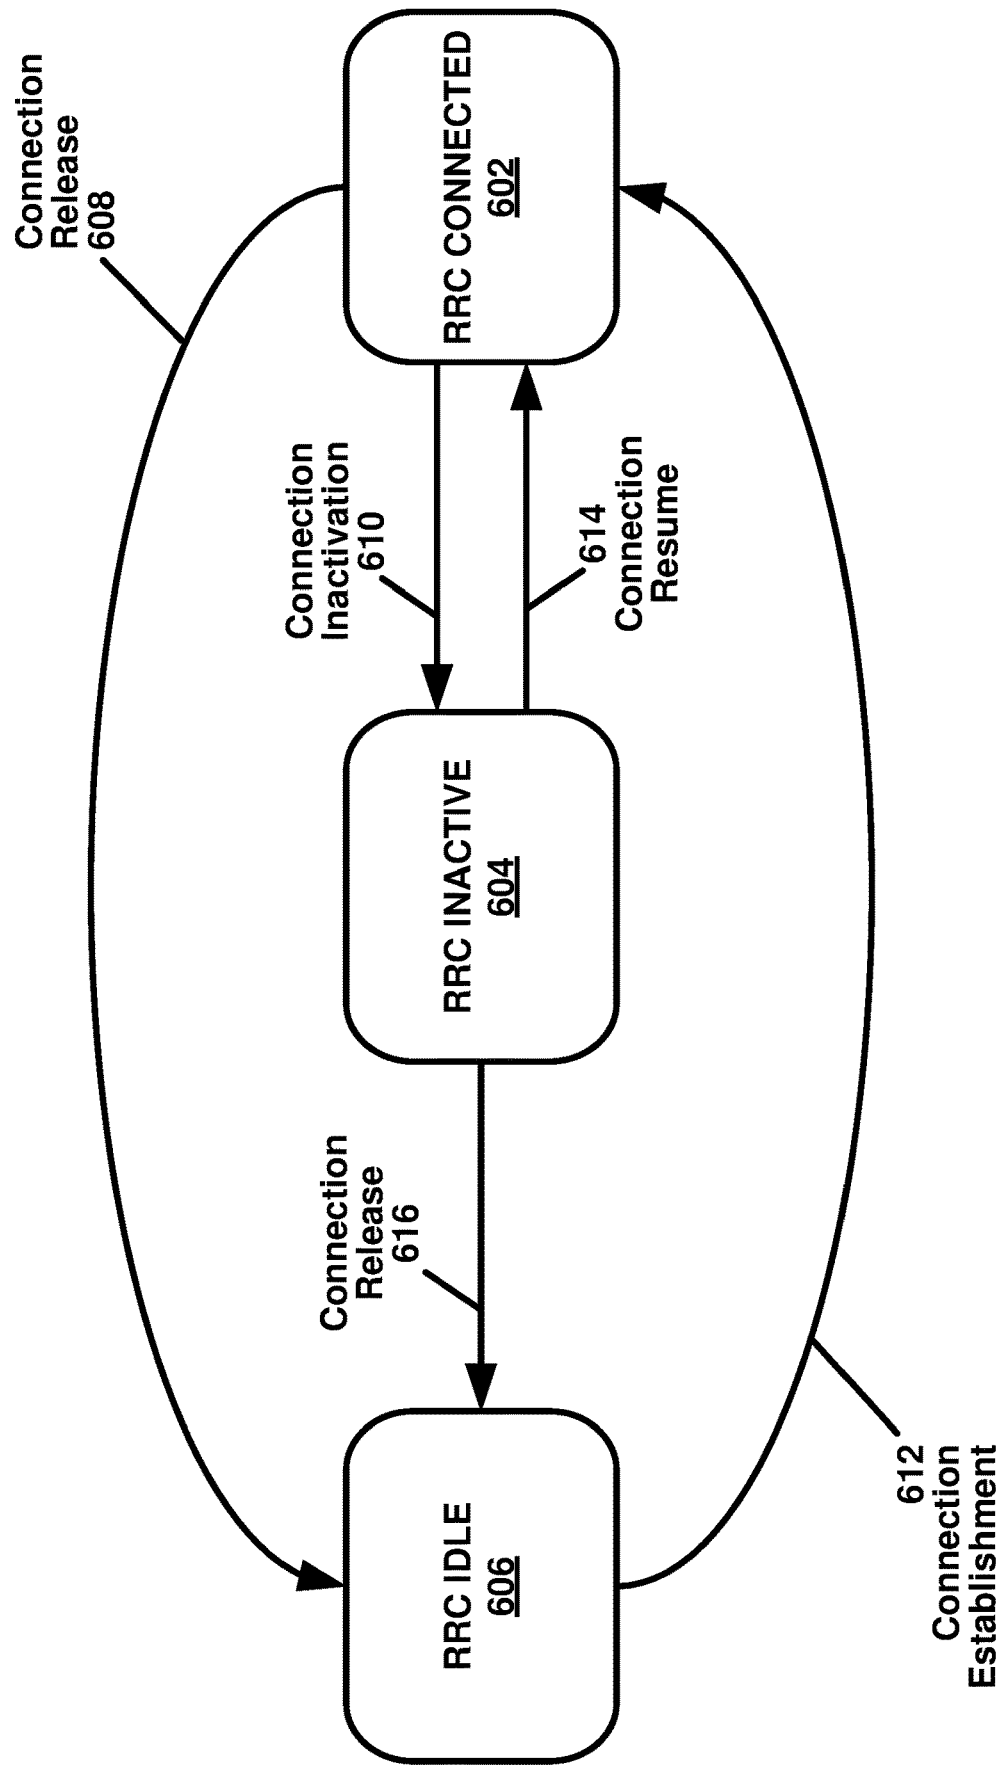 Connection
Release
608
RRC IDLE
606
Connection
Release
616
RRC INACTIVE
604
Connection
Inactivation
610
614
Connection
Resume
RRC CONNECTED
602
612
Connection
Establishment